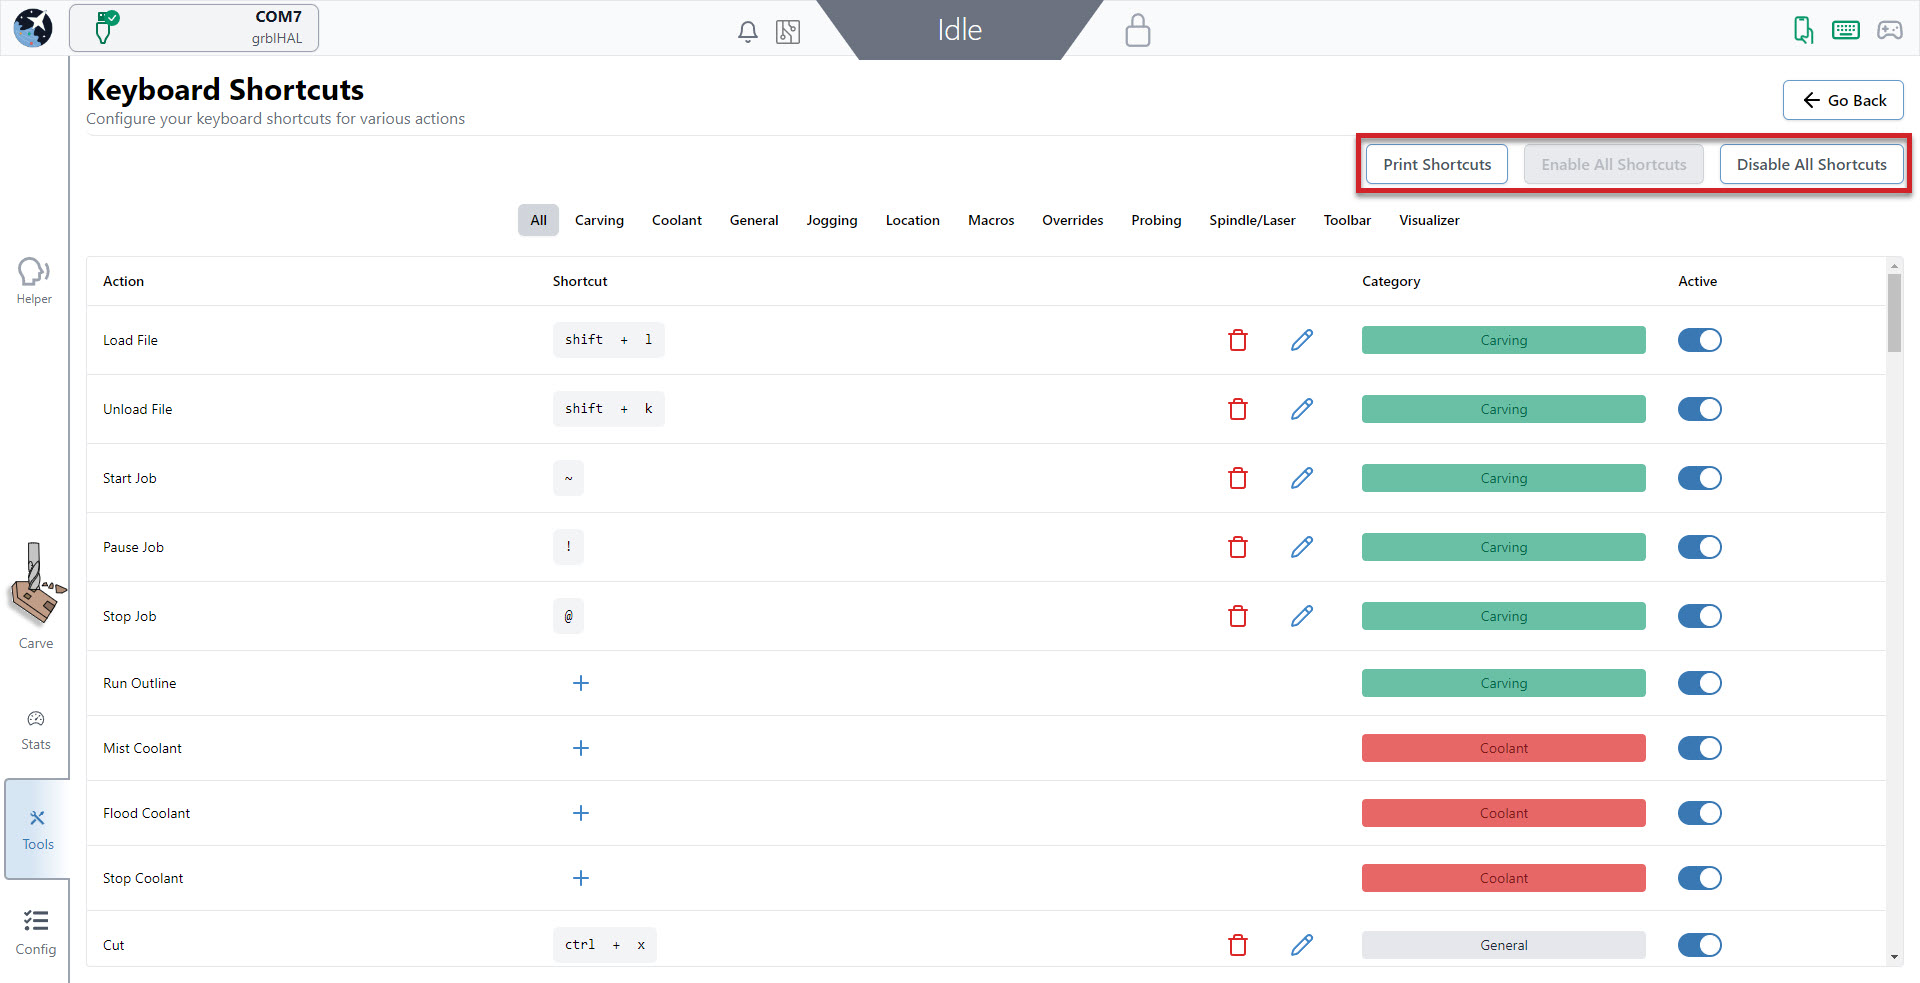 COM7
grblHAL
Idle
Keyboard Shortcuts
Configure your keyboard shortcuts for various actions
Go Back
Print Shortcuts Enable All Shortcuts Disable All Shortcuts
All Carving Coolant General Jogging Location Macros Overrides Probing Spindle/Laser Toolbar Visualizer
Action Shortcut Category Active
Load File shift + l Carving
Unload File shift + k Carving
Start Job ~ Carving
Pause Job ! Carving
Stop Job @ Carving
Run Outline + Carving
Mist Coolant + Coolant
Flood Coolant + Coolant
Stop Coolant + Coolant
Cut ctrl + x General
Helper
Carve
Stats
Tools
Config